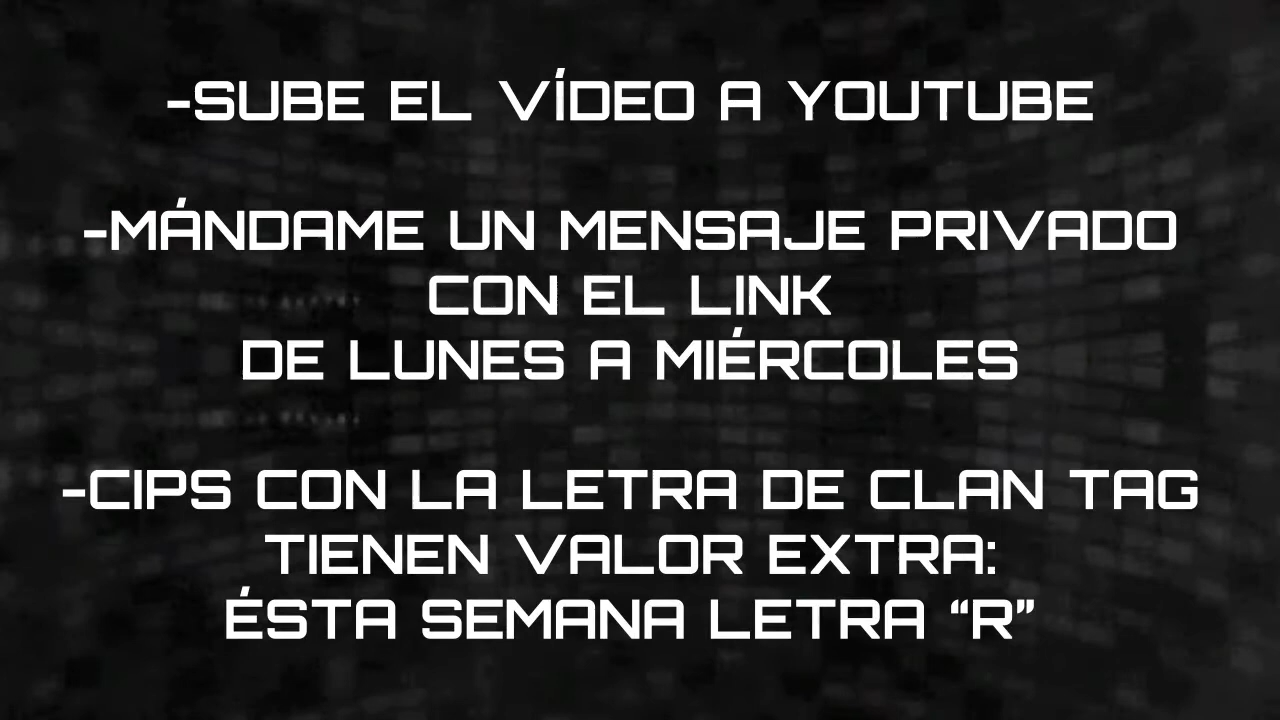 -SUBE EL VÍDEO A YOUTUBE
-MÁNDAME UN MENSAJE PRIVADO
CON EL LINK
DE LUNES A MIÉRCOLES
-CIPS CON LA LETRA DE CLAN TAG
TIENEN VALOR EXTRA:
ÉSTA SEMANA LETRA “R”